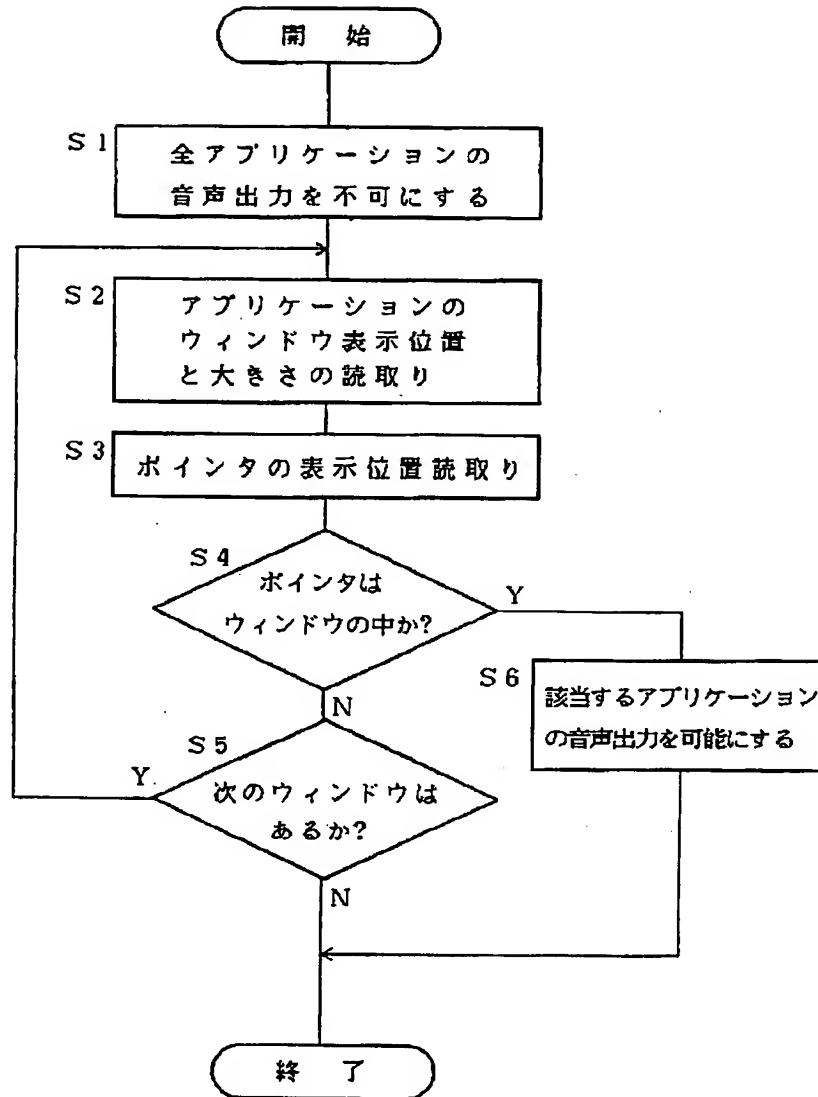 開始
S1
全アプリケーションの
音声出力を不可にする
S2
アプリケーションの
ウィンドウ表示位置
と大きさの読取り
S3
ポインタの表示位置読取り
S4
ポインタは
ウィンドウの中か?
Y
N
S6
該当するアプリケーション
の音声出力を可能にする
S5
Y
次のウィンドウは
あるか?
N
終了